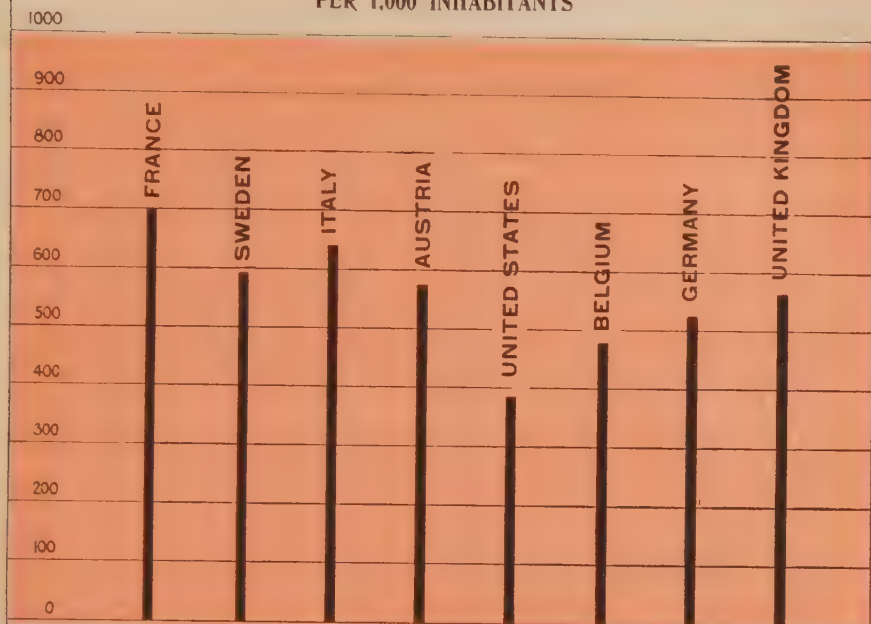 PER 1,000 INHABITANTS
1000
900
800
700
600
500
400
300
200
100
0
FRANCE
SWEDEN
ITALY
AUSTRIA
UNITED STATES
BELGIUM
GERMANY
UNITED KINGDOM